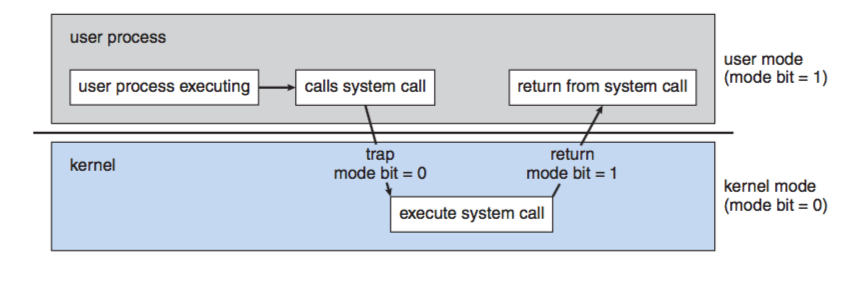 user process
user process executing
calls system call
return from system call
user mode
(mode bit = 1)
kernel
trap
mode bit = 0
return
mode bit = 1
execute system call
kernel mode
(mode bit = 0)